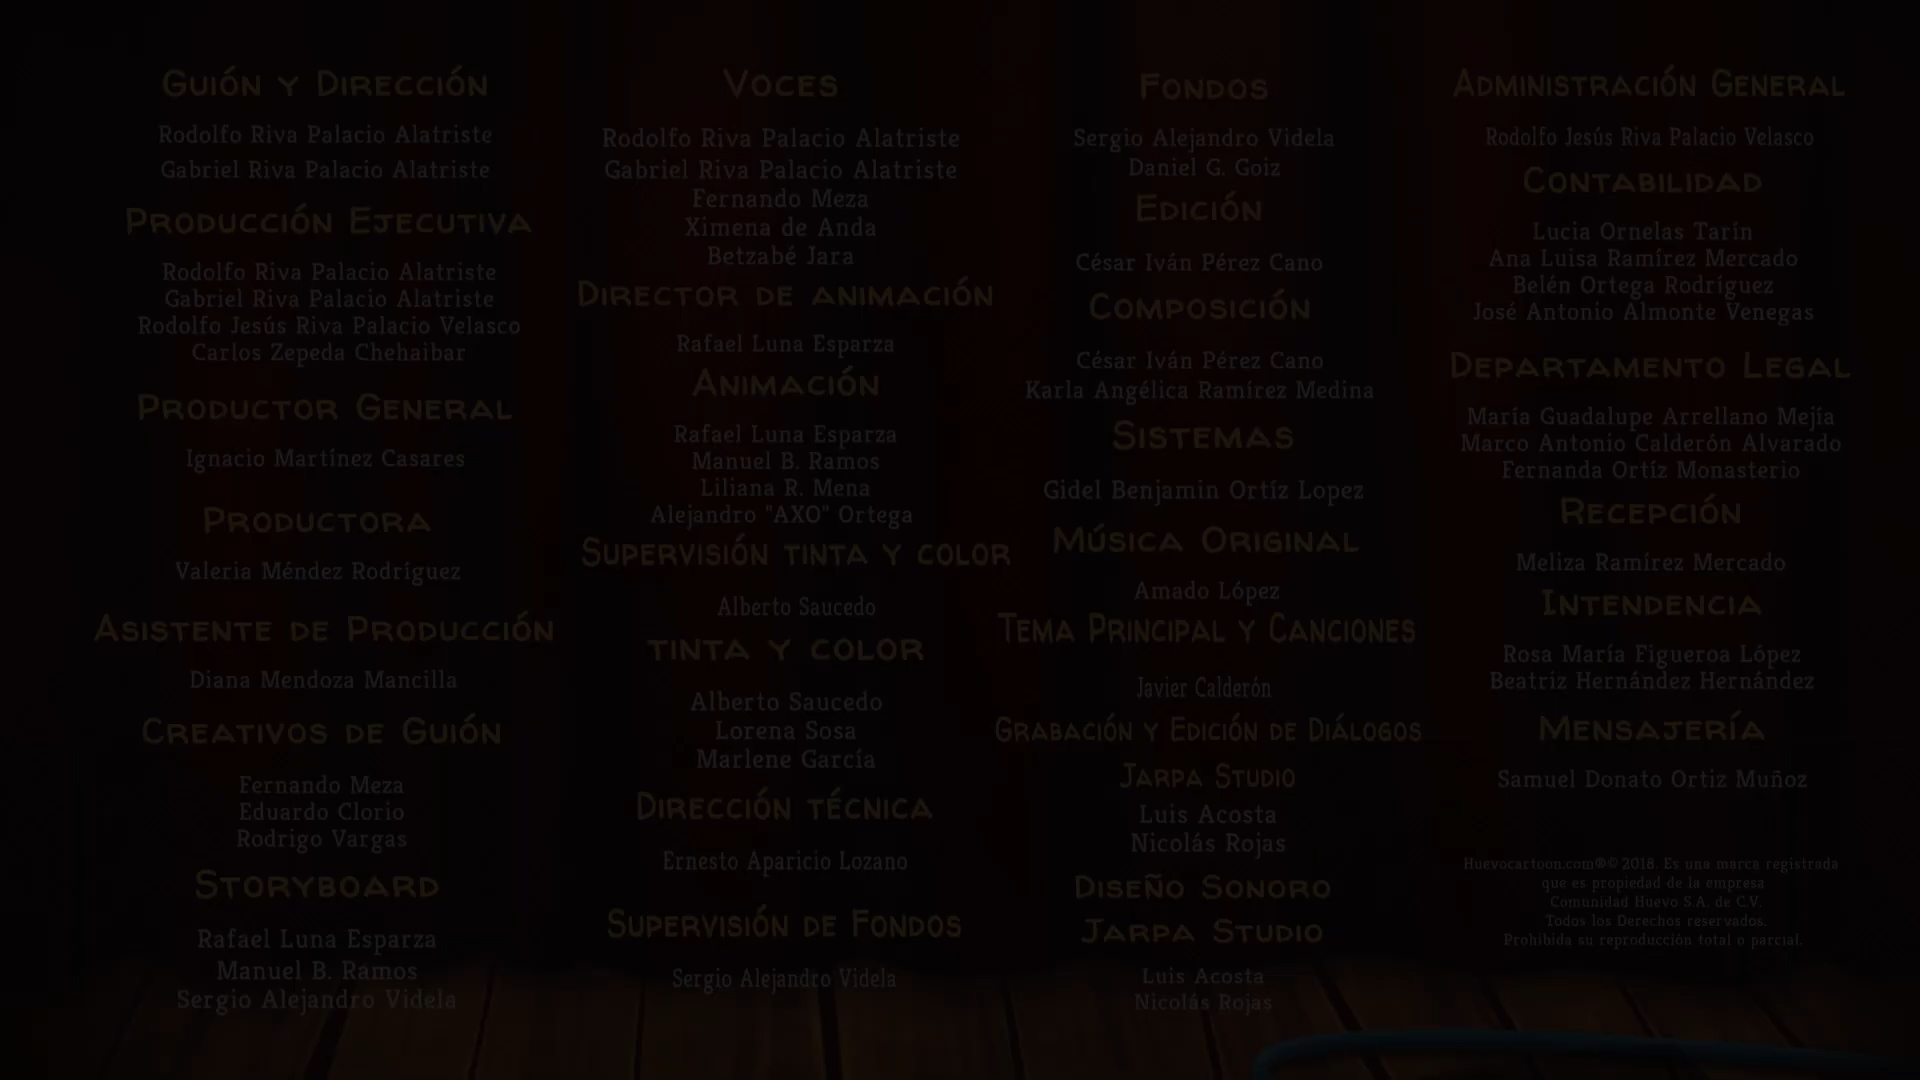 Guión y Dirección
Rodolfo Riva Palacio Alatriste
Gabriel Riva Palacio Alatriste
Producción Ejecutiva
Rodolfo Riva Palacio Alatriste
Gabriel Riva Palacio Alatriste
Rodolfo Jesús Riva Palacio Velasco
Carlos Zepeda Chehaibar
Productor General
Ignacio Martínez Casares
Productora
Valeria Méndez Rodríguez
Asistente de Producción
Diana Mendoza Mancilla
Creativos de Guión
Fernando Meza
Eduardo Clorio
Rodrigo Vargas
Storyboard
Rafael Luna Esparza
Manuel B. Ramos
Sergio Alejandro Videla
Voces
Rodolfo Riva Palacio Alatriste
Gabriel Riva Palacio Alatriste
Fernando Meza
Ximena de Anda
Betzabé Jara
Director de animación
Rafael Luna Esparza
Animación
Rafael Luna Esparza
Manuel B. Ramos
Liliana R. Mena
Alejandro "AXO" Ortega
Supervisión tinta y color
Alberto Saucedo
tinta y color
Alberto Saucedo
Lorena Sosa
Marlene García
Dirección técnica
Ernesto Aparicio Lozano
Supervisión de Fondos
Sergio Alejandro Videla
Fondos
Sergio Alejandro Videla
Daniel G. Goiz
Edición
César Iván Pérez Cano
Composición
César Iván Pérez Cano
Karla Angélica Ramírez Medina
Sistemas
Gidel Benjamin Ortíz Lopez
Música Original
Amado López
Tema Principal y Canciones
Javier Calderón
Grabación y Edición de Diálogos
Jarpa Studio
Luis Acosta
Nicolás Rojas
Diseño Sonoro
Jarpa Studio
Luis Acosta
Nicolás Rojas
Administración General
Rodolfo Jesús Riva Palacio Velasco
Contabilidad
Lucia Ornelas Tarín
Ana Luisa Ramírez Mercado
Belén Ortega Rodríguez
José Antonio Almonte Venegas
Departamento Legal
María Guadalupe Arrellano Mejía
Marco Antonio Calderón Alvarado
Fernanda Ortíz Monasterio
Recepción
Meliza Ramírez Mercado
Intendencia
Rosa María Figueroa López
Beatriz Hernández Hernández
Mensajería
Samuel Donato Ortiz Muñoz
Huevocartoon.com®©2018. Es una marca registrada
que es propiedad de la empresa
Comunidad Huevo S.A. de C.V.
Todos los Derechos reservados.
Prohibida su reproducción total o parcial.